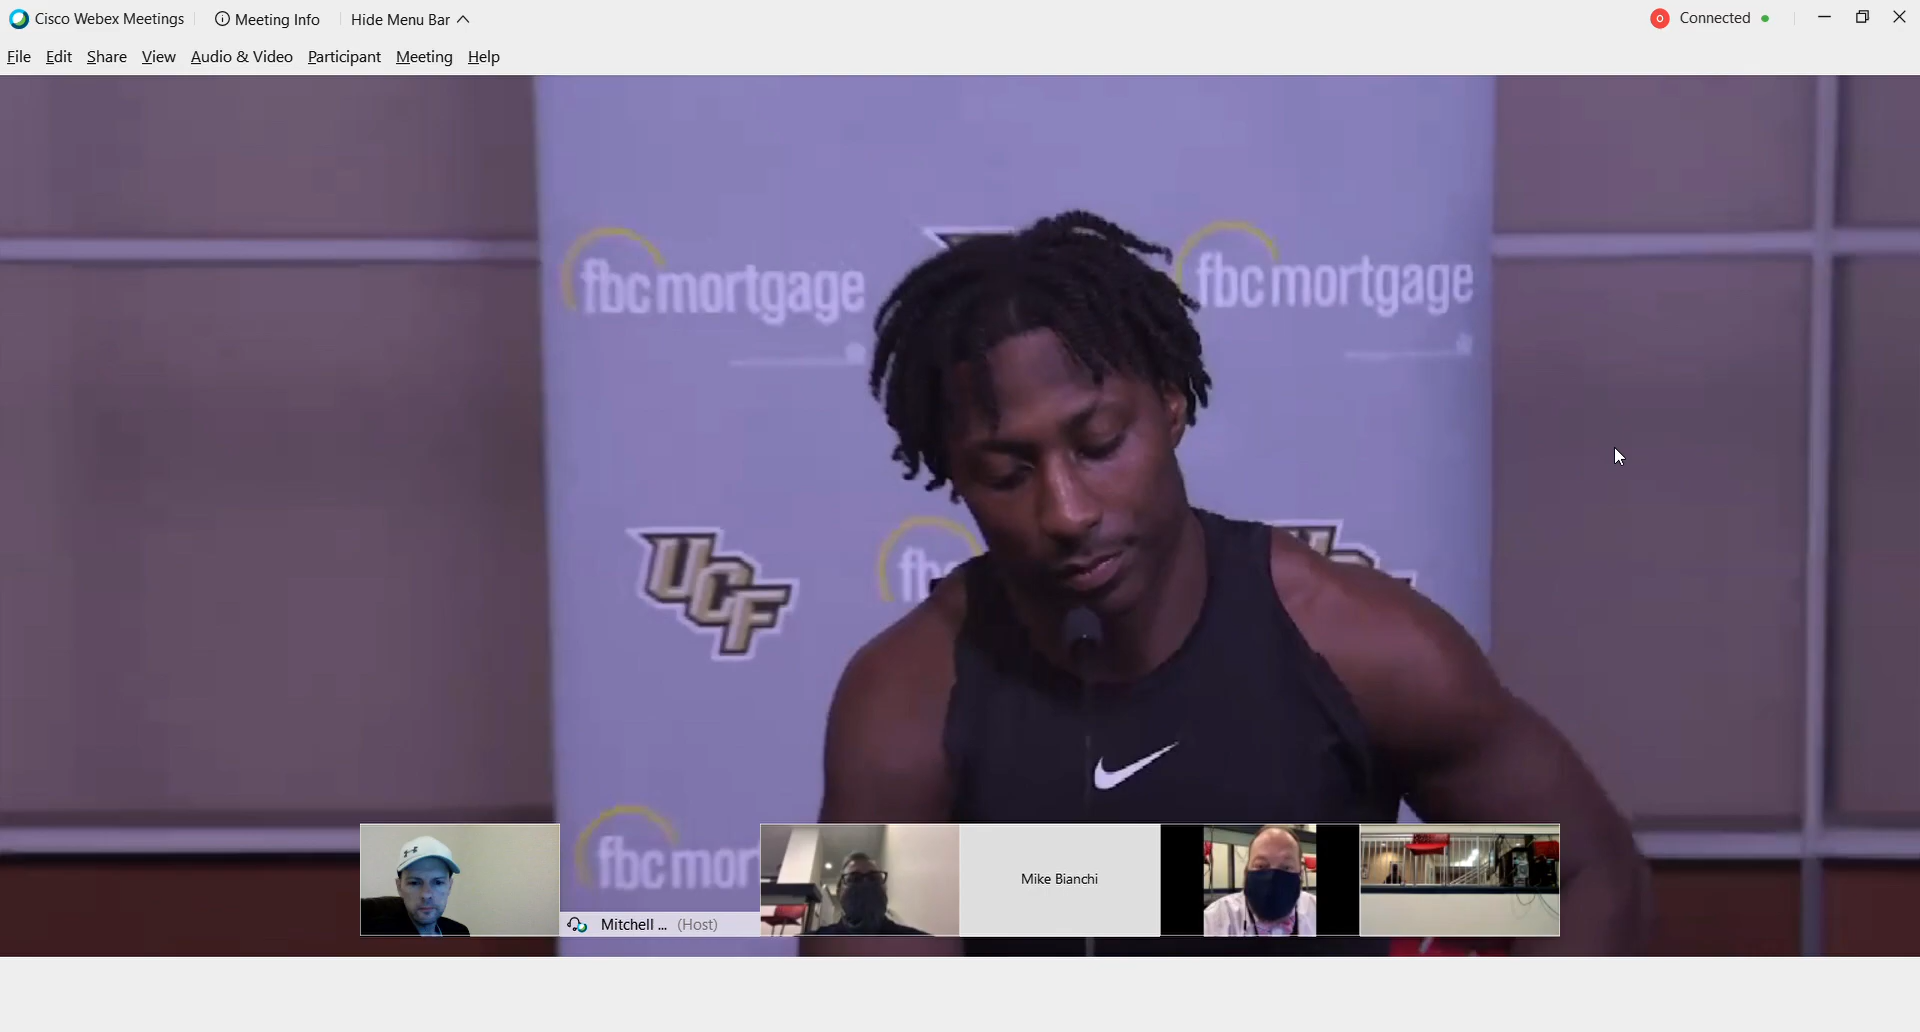 Cisco Webex Meetings
Meeting Info
Hide Menu Bar
Connected
File Edit Share View Audio & Video Participant Meeting Help
fbc mortgage
fbc mortgage
UCF
fbc
fbc mor
Mitchell ... (Host)
Mike Bianchi